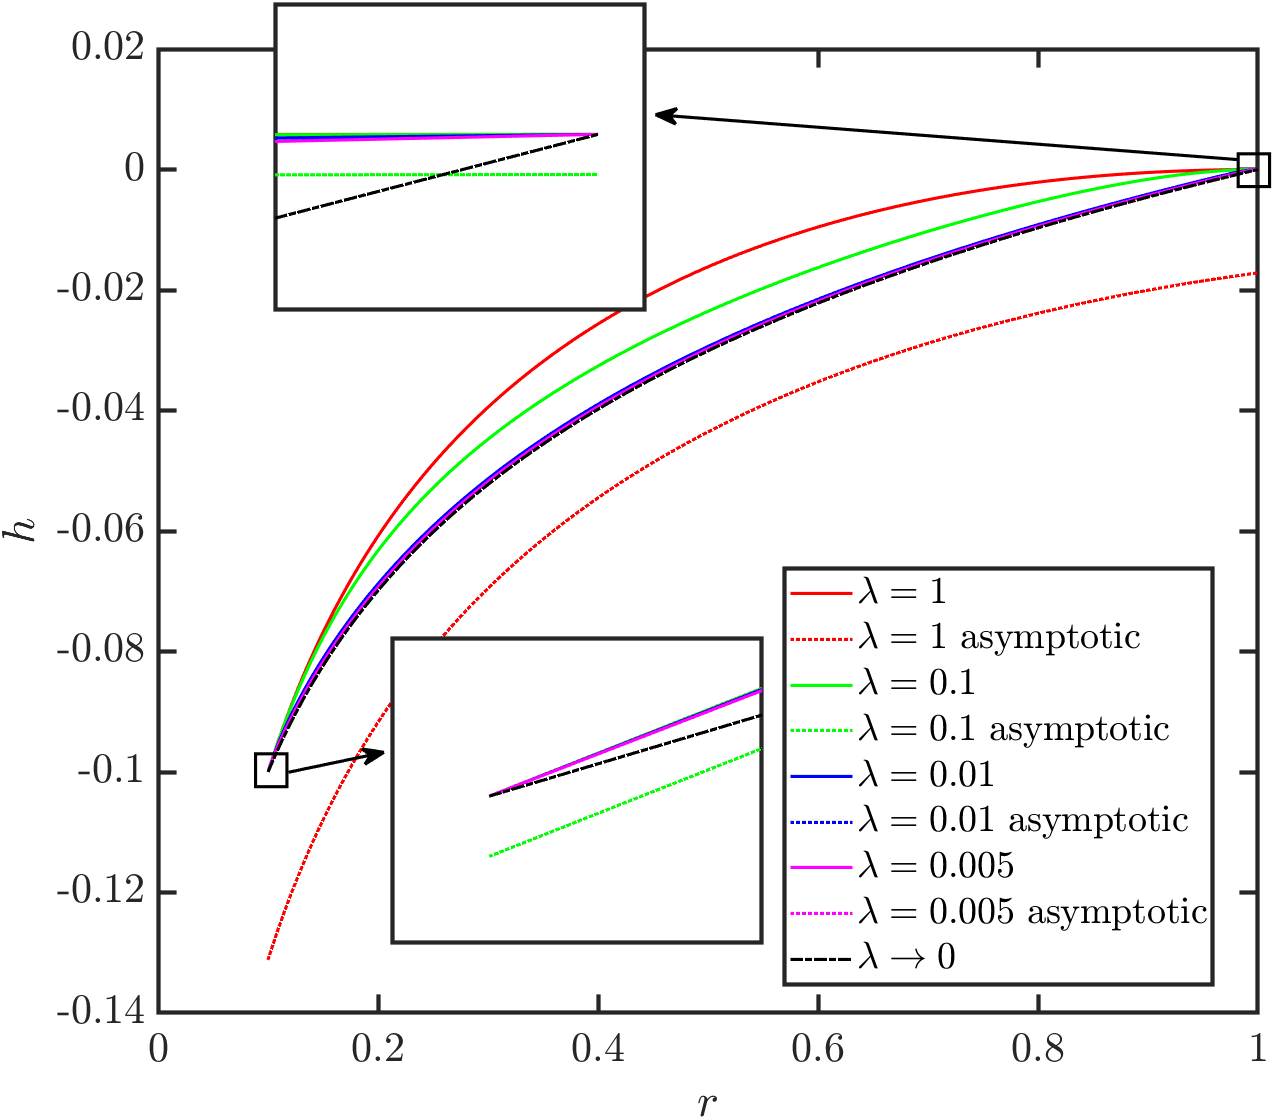 0.02
0
-0.02
-0.04
-0.06
-0.08
-0.1
-0.12
-0.14
h
λ = 1
λ = 1 asymptotic
λ = 0.1
λ = 0.1 asymptotic
λ = 0.01
λ = 0.01 asymptotic
λ = 0.005
λ = 0.005 asymptotic
λ → 0
0 0.2 0.4 0.6 0.8 1
r